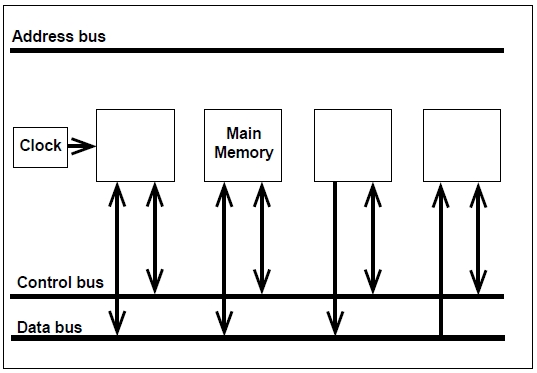 Address bus
Clock
Main
Memory
Control bus
Data bus